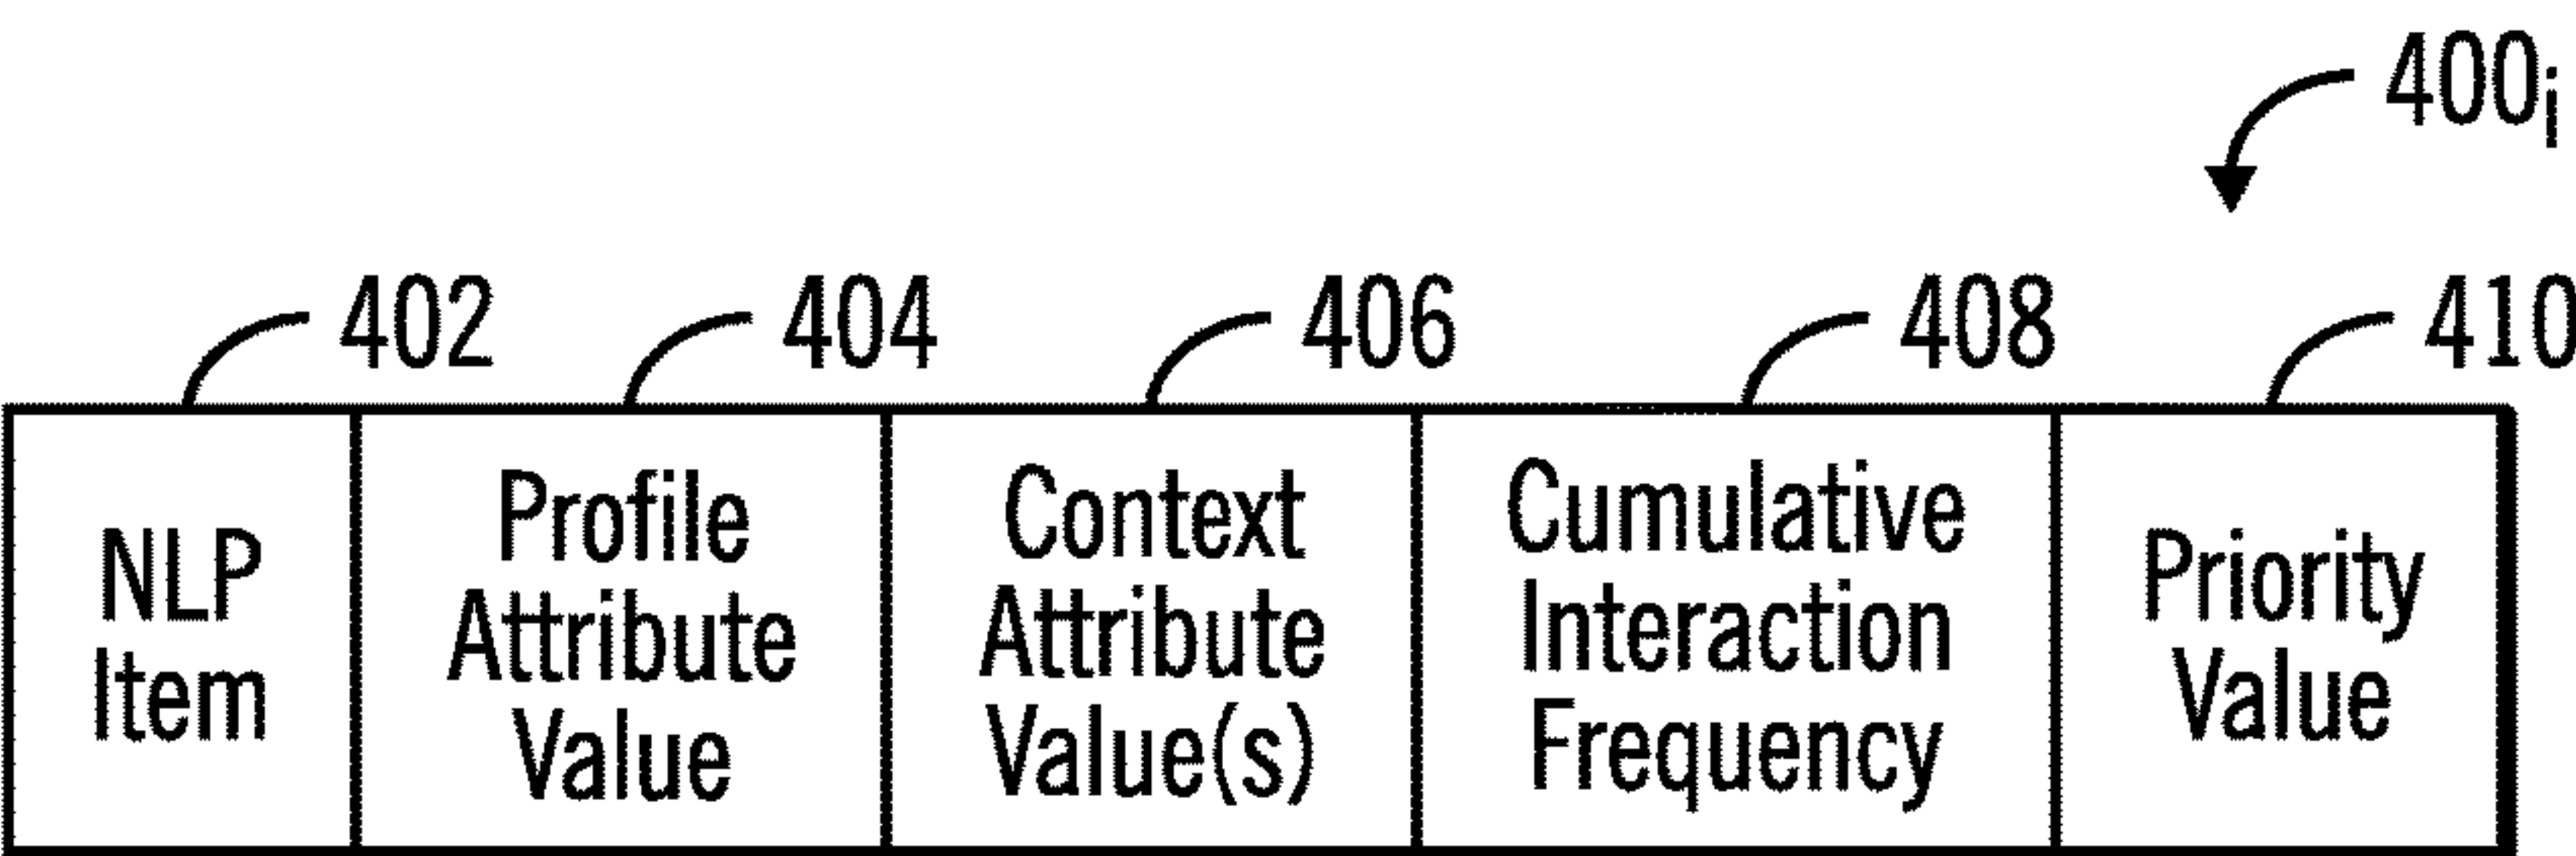 400i
402
404
406
408
410
NLP
Item
Profile
Attribute
Value
Context
Attribute
Value(s)
Cumulative
Interaction
Frequency
Priority
Value